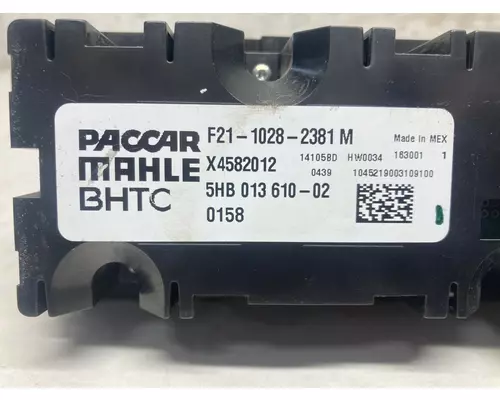 PACCAR F21-1028-2381 M Made in MEX
MAHLE X4582012 141058D HW0034 163001 1
0439 1045219003109100
BHTC 5HB 013 610-02
0158